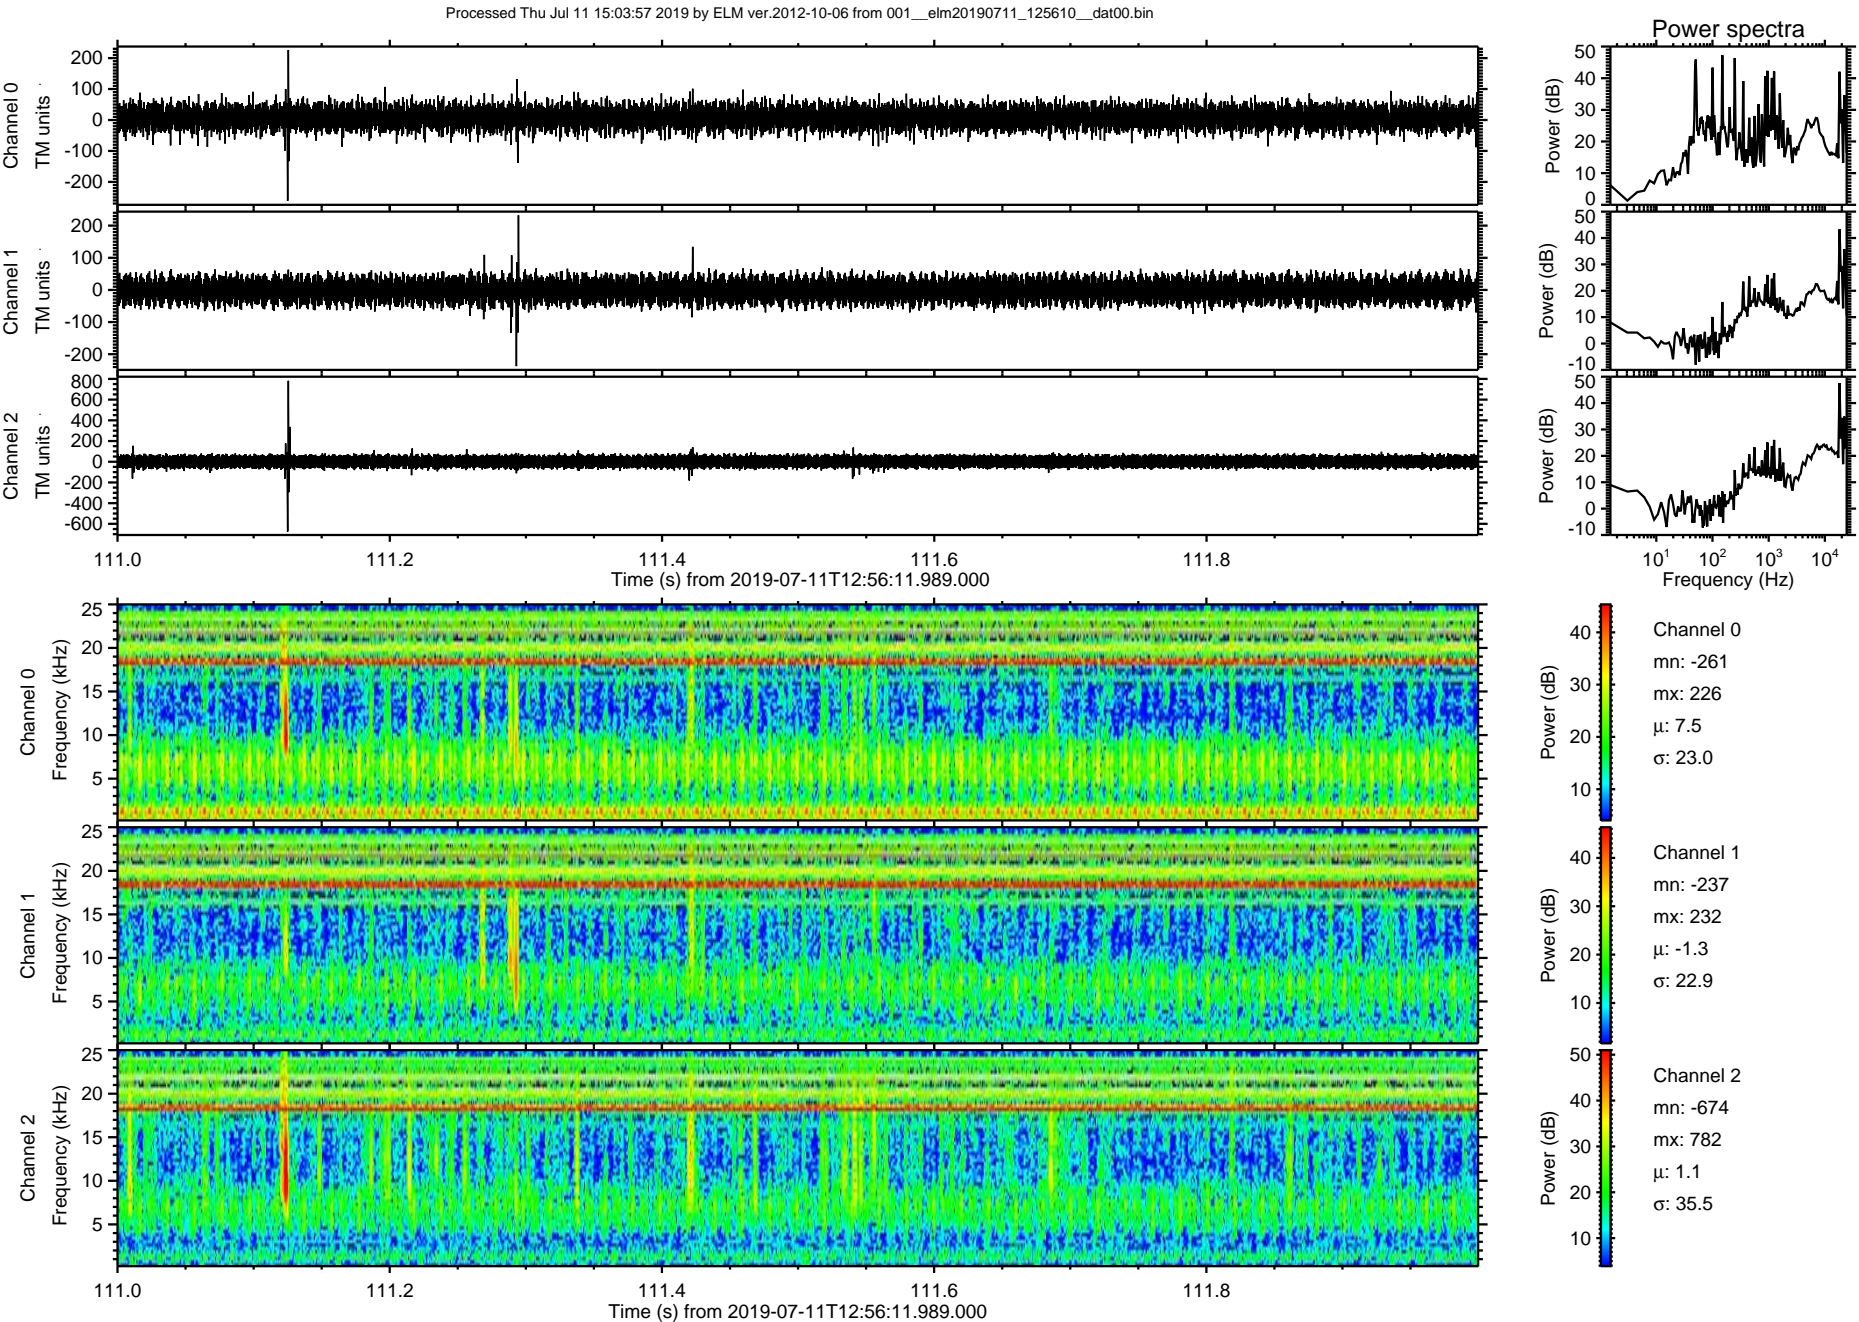 Processed Thu Jul 11 15:03:57 2019 by ELM ver.2012-10-06 from 001__elm20190711_125610__dat00.bin
Power spectra
Channel 0
TM units
200
100
0
-100
-200
Power (dB)
50
40
30
20
10
0
Channel 1
TM units
200
100
0
-100
-200
Power (dB)
50
40
30
20
10
0
-10
Channel 2
TM units
800
600
400
200
0
-200
-400
-600
Power (dB)
50
40
30
20
10
0
-10
111.0 111.2 111.4 111.6 111.8
Time (s) from 2019-07-11T12:56:11.989.000
10¹ 10² 10³ 10⁴
Frequency (Hz)
Channel 0
Frequency (kHz)
25
20
15
10
5
Power (dB)
40
30
20
10
Channel 0
mn: -261
mx: 226
μ: 7.5
σ: 23.0
Channel 1
Frequency (kHz)
25
20
15
10
5
Power (dB)
40
30
20
10
Channel 1
mn: -237
mx: 232
μ: -1.3
σ: 22.9
Channel 2
Frequency (kHz)
25
20
15
10
5
Power (dB)
50
40
30
20
10
Channel 2
mn: -674
mx: 782
μ: 1.1
σ: 35.5
111.0 111.2 111.4 111.6 111.8
Time (s) from 2019-07-11T12:56:11.989.000